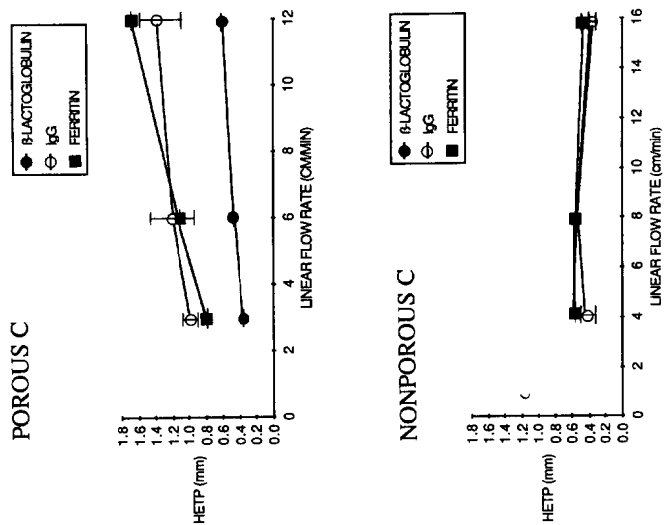 POROUS C
ß-LACTOGLOBULIN
IgG
FERRITIN
HETP (mm)
1.8
1.6
1.4
1.2
1.0
0.8
0.6
0.4
0.2
0.0
0 2 4 6 8 10 12
LINEAR FLOW RATE (CM/MIN)
NONPOROUS C
ß-LACTOGLOBULIN
IgG
FERRITIN
HETP (mm)
1.8
1.6
1.4
1.2
1.0
0.8
0.6
0.4
0.2
0.0
0 2 4 6 8 10 12 14 16
LINEAR FLOW RATE (cm/min)